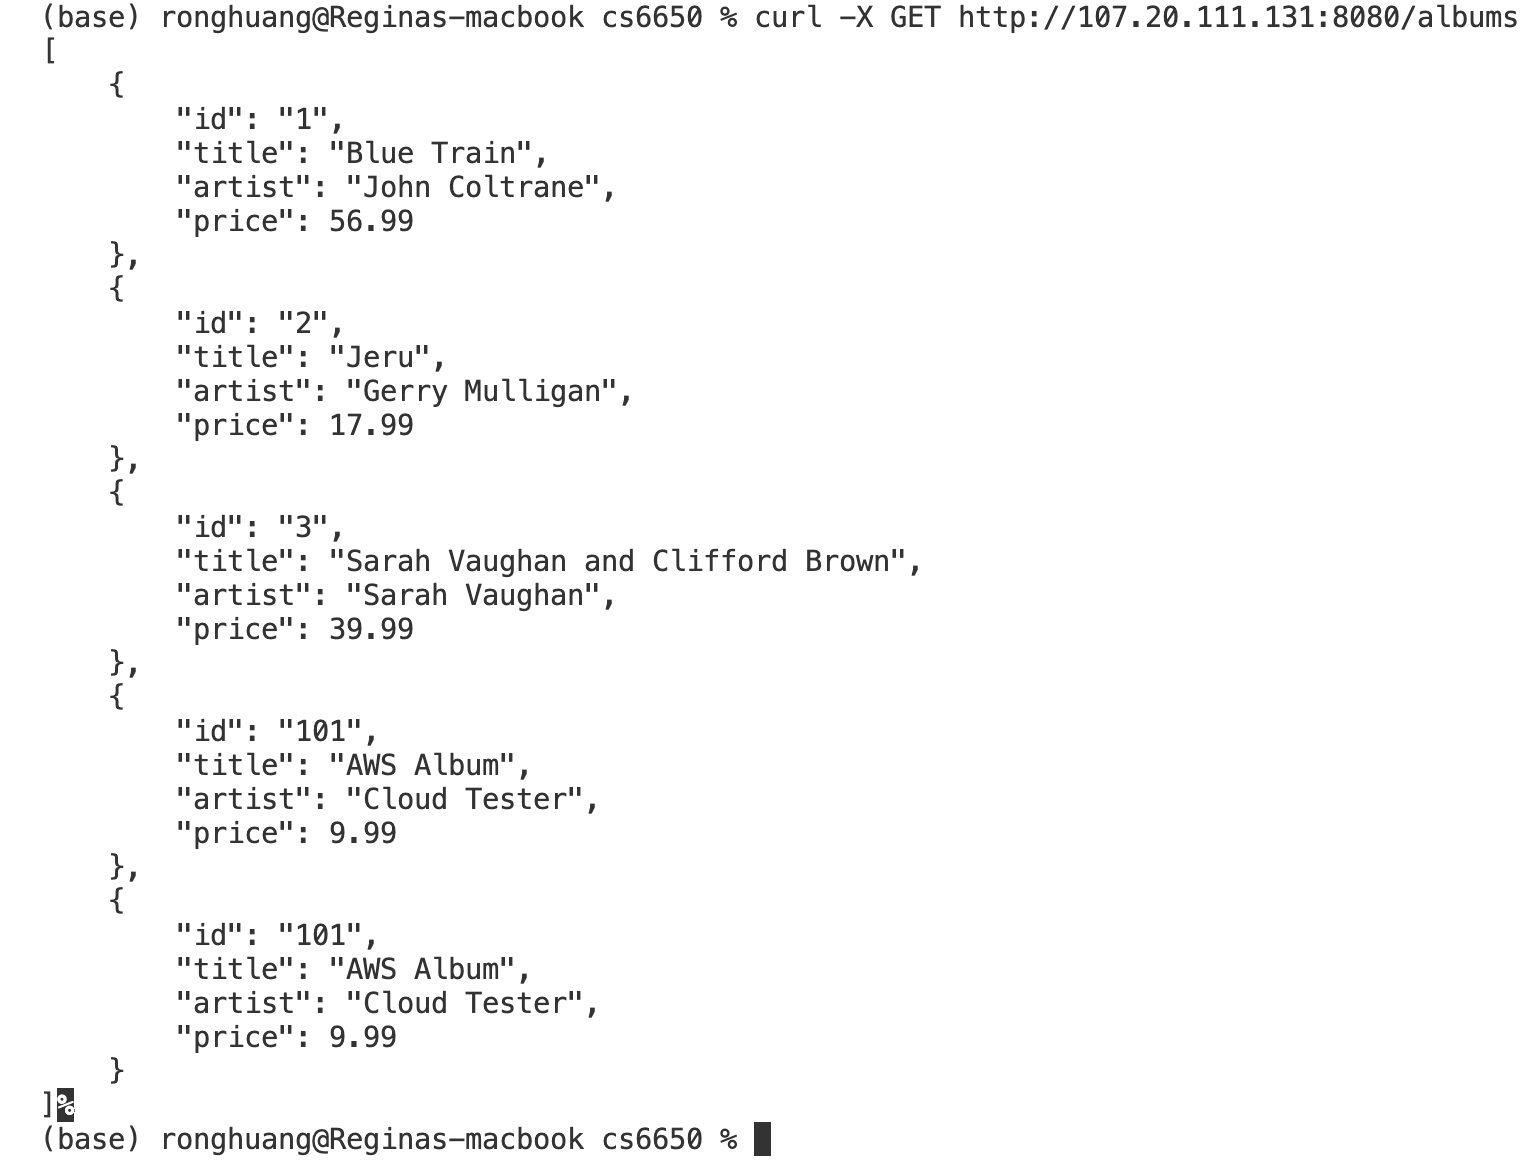 (base) ronghuang@Reginas-macbook cs6650 % curl -X GET http://107.20.111.131:8080/albums
[
    {
        "id": "1",
        "title": "Blue Train",
        "artist": "John Coltrane",
        "price": 56.99
    },
    {
        "id": "2",
        "title": "Jeru",
        "artist": "Gerry Mulligan",
        "price": 17.99
    },
    {
        "id": "3",
        "title": "Sarah Vaughan and Clifford Brown",
        "artist": "Sarah Vaughan",
        "price": 39.99
    },
    {
        "id": "101",
        "title": "AWS Album",
        "artist": "Cloud Tester",
        "price": 9.99
    },
    {
        "id": "101",
        "title": "AWS Album",
        "artist": "Cloud Tester",
        "price": 9.99
    }
]%
(base) ronghuang@Reginas-macbook cs6650 %